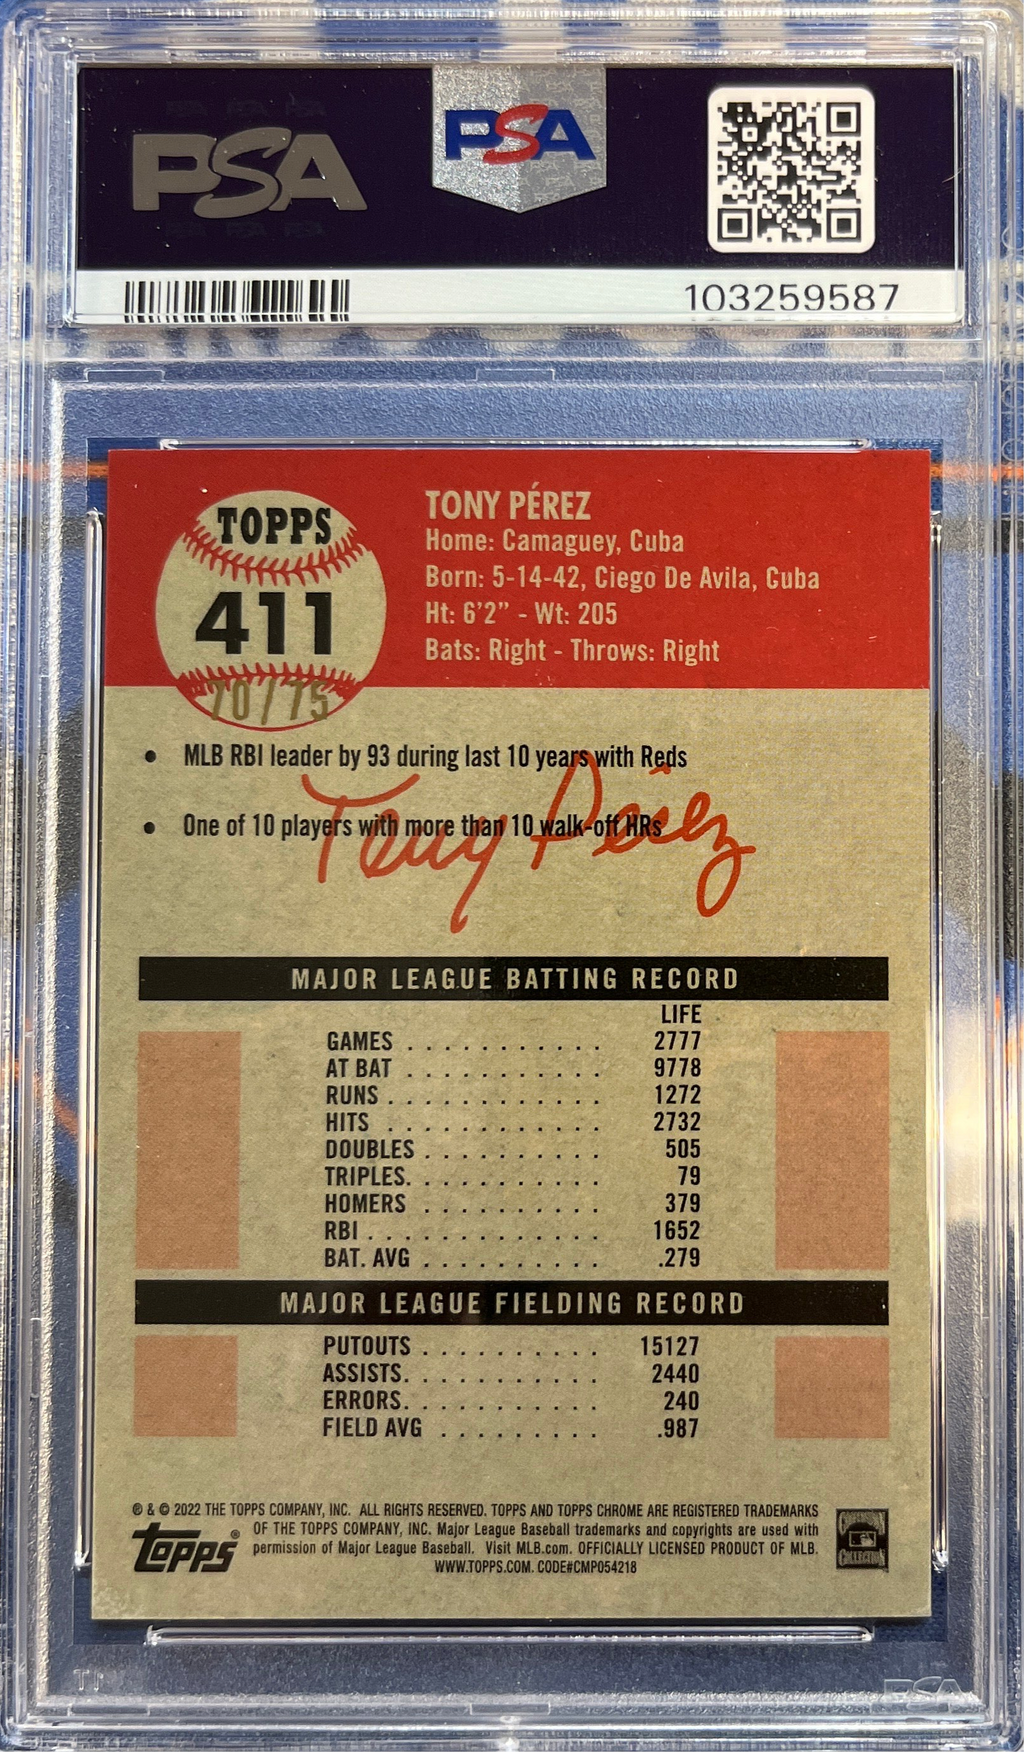 PSA
PSA
103259587
TOPPS
411
70/75
TONY PÉREZ
Home: Camaguey, Cuba
Born: 5-14-42, Ciego De Avila, Cuba
Ht: 6'2" - Wt: 205
Bats: Right - Throws: Right
• MLB RBI leader by 93 during last 10 years with Reds
• One of 10 players with more than 10 walk-off HRs
Tony Pérez
MAJOR LEAGUE BATTING RECORD
LIFE
GAMES . . . . . . . . . . . 2777
AT BAT . . . . . . . . . . . 9778
RUNS . . . . . . . . . . . . 1272
HITS . . . . . . . . . . . . 2732
DOUBLES . . . . . . . . . . 505
TRIPLES. . . . . . . . . . . 79
HOMERS . . . . . . . . . . 379
RBI . . . . . . . . . . . . . 1652
BAT. AVG . . . . . . . . . . .279
MAJOR LEAGUE FIELDING RECORD
PUTOUTS . . . . . . . . . . 15127
ASSISTS. . . . . . . . . . . 2440
ERRORS. . . . . . . . . . . 240
FIELD AVG . . . . . . . . . .987
® & © 2022 THE TOPPS COMPANY, INC. ALL RIGHTS RESERVED. TOPPS AND TOPPS CHROME ARE REGISTERED TRADEMARKS
OF THE TOPPS COMPANY, INC. Major League Baseball trademarks and copyrights are used with
permission of Major League Baseball. Visit MLB.com. OFFICIALLY LICENSED PRODUCT OF MLB.
WWW.TOPPS.COM. CODE#CMP054218
Topps®
COOPERSTOWN
COLLECTION
PSA